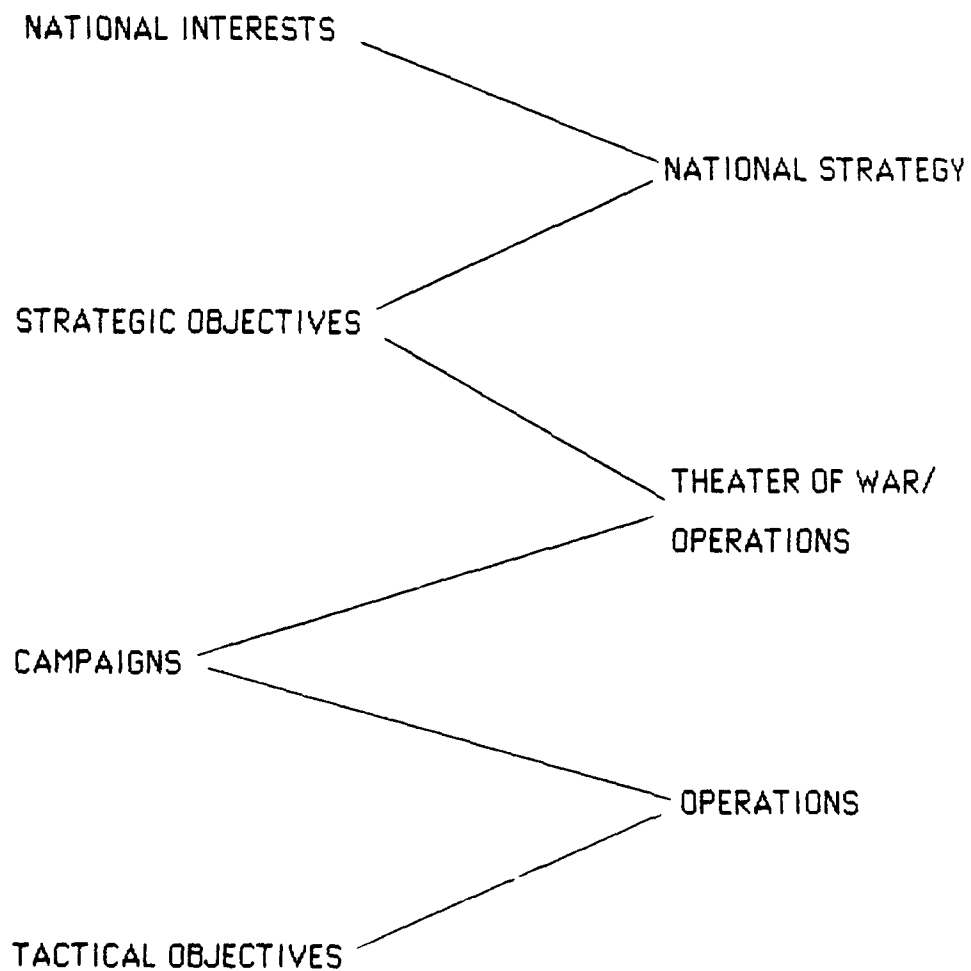 NATIONAL INTERESTS
NATIONAL STRATEGY
STRATEGIC OBJECTIVES
THEATER OF WAR/
OPERATIONS
CAMPAIGNS
OPERATIONS
TACTICAL OBJECTIVES